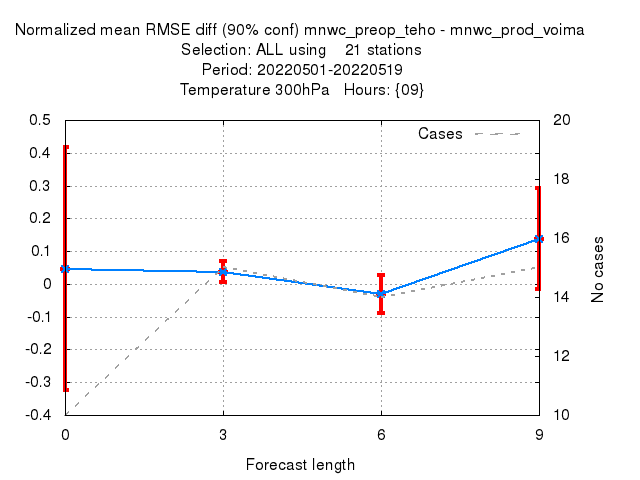 Normalized mean RMSE diff (90% conf) mnwc_preop_teho - mnwc_prod_voima
Selection: ALL using    21 stations
Period: 20220501-20220519
Temperature 300hPa   Hours: {09}
Cases
0.5
0.4
0.3
0.2
0.1
0
-0.1
-0.2
-0.3
-0.4
20
18
16
14
12
10
No cases
0 3 6 9
Forecast length